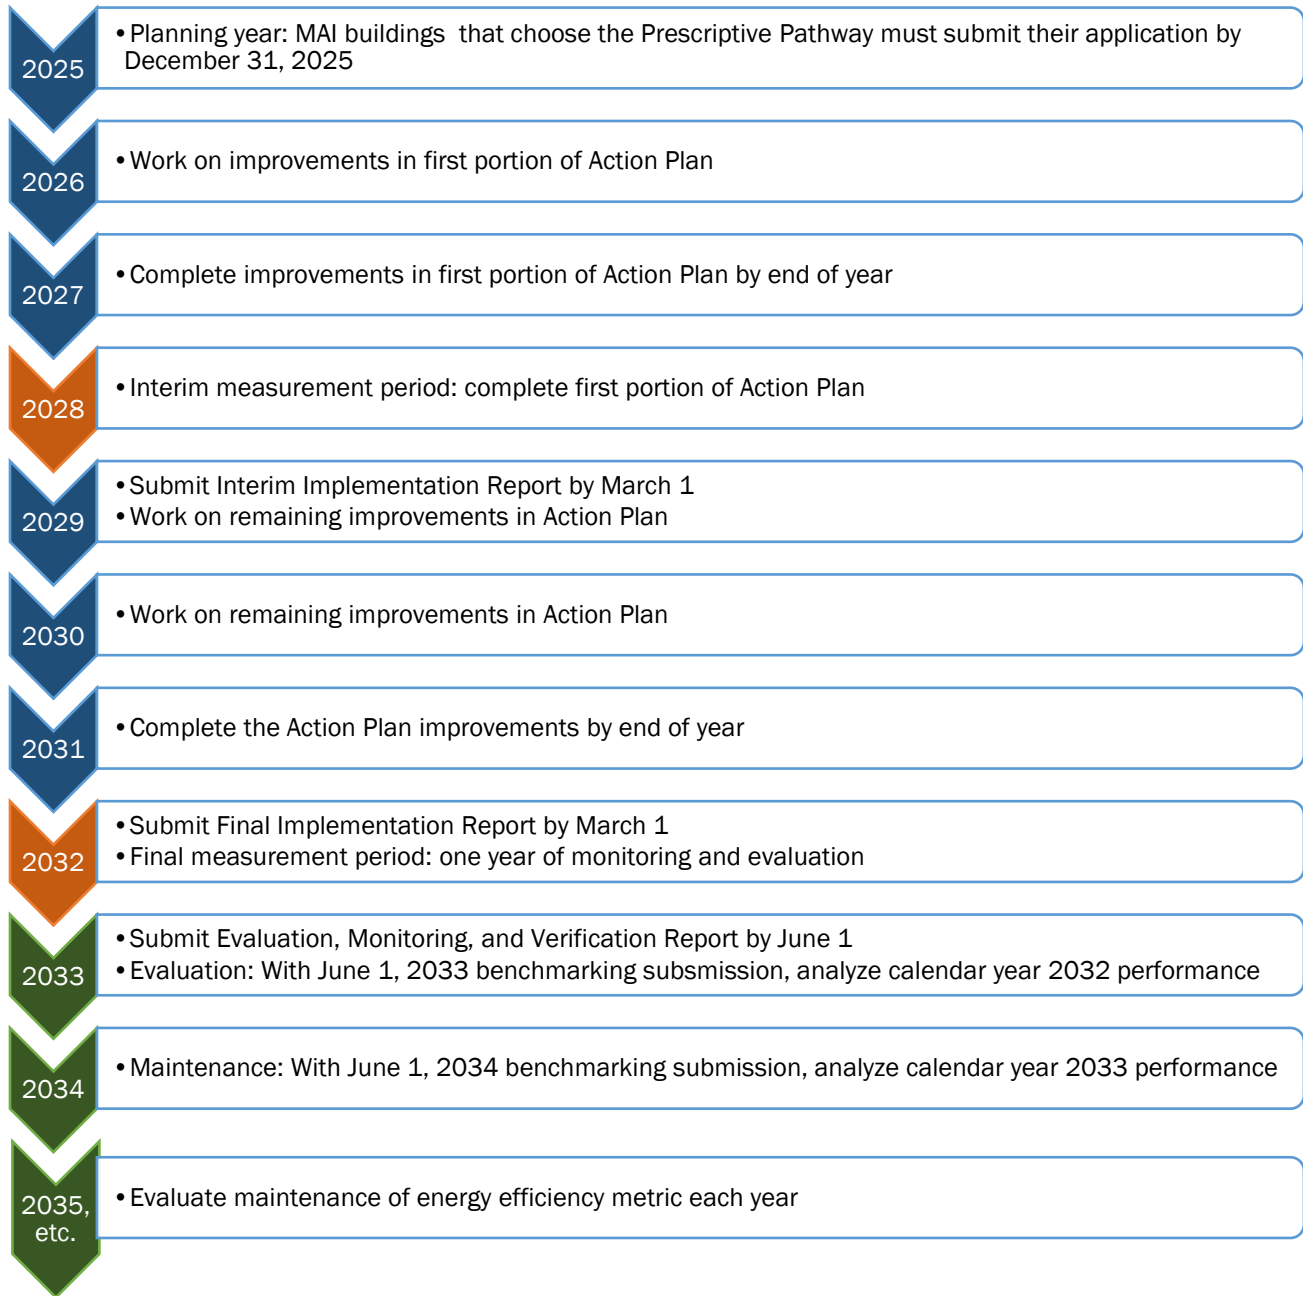 2025
•Planning year: MAI buildings  that choose the Prescriptive Pathway must submit their application by
December 31, 2025
2026
•Work on improvements in first portion of Action Plan
2027
•Complete improvements in first portion of Action Plan by end of year
2028
•Interim measurement period: complete first portion of Action Plan
2029
•Submit Interim Implementation Report by March 1
•Work on remaining improvements in Action Plan
2030
•Work on remaining improvements in Action Plan
2031
•Complete the Action Plan improvements by end of year
2032
•Submit Final Implementation Report by March 1
•Final measurement period: one year of monitoring and evaluation
2033
•Submit Evaluation, Monitoring, and Verification Report by June 1
•Evaluation: With June 1, 2033 benchmarking subsmission, analyze calendar year 2032 performance
2034
•Maintenance: With June 1, 2034 benchmarking submission, analyze calendar year 2033 performance
2035,
etc.
•Evaluate maintenance of energy efficiency metric each year